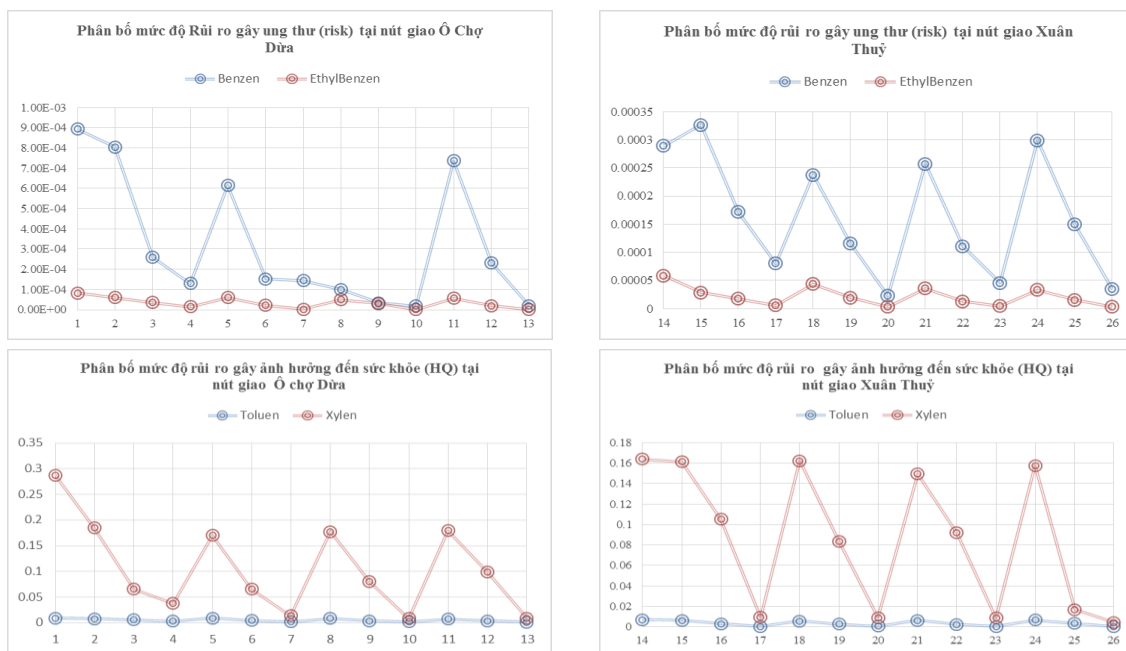 Phân bố mức độ Rủi ro gây ung thư (risk) tại nút giao Ô Chợ
Dừa
Benzen EthylBenzen
1.00E-03
9.00E-04
8.00E-04
7.00E-04
6.00E-04
5.00E-04
4.00E-04
3.00E-04
2.00E-04
1.00E-04
0.00E+00
1 2 3 4 5 6 7 8 9 10 11 12 13
Phân bố mức độ rủi ro gây ung thư (risk) tại nút giao Xuân
Thuỷ
Benzen EthylBenzen
0.00035
0.0003
0.00025
0.0002
0.00015
0.0001
0.00005
0
14 15 16 17 18 19 20 21 22 23 24 25 26
Phân bố mức độ rủi ro gây ảnh hưởng đến sức khỏe (HQ) tại
nút giao Ô chợ Dừa
Toluen Xylen
0.35
0.3
0.25
0.2
0.15
0.1
0.05
0
1 2 3 4 5 6 7 8 9 10 11 12 13
Phân bố mức độ rủi ro gây ảnh hưởng đến sức khỏe (HQ) tại
nút giao Xuân Thuỷ
Toluen Xylen
0.18
0.16
0.14
0.12
0.1
0.08
0.06
0.04
0.02
0
14 15 16 17 18 19 20 21 22 23 24 25 26